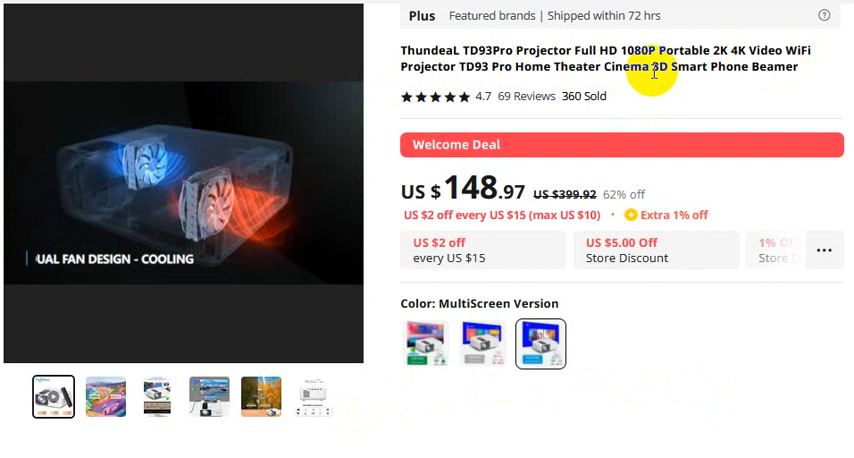 Plus Featured brands | Shipped within 72 hrs
ThundeaL TD93Pro Projector Full HD 1080P Portable 2K 4K Video WiFi
Projector TD93 Pro Home Theater Cinema 3D Smart Phone Beamer
4.7 69 Reviews 360 Sold
Welcome Deal
US $148.97 US $399.92 62% off
US $2 off every US $15 (max US $10) · Extra 1% off
US $2 off
every US $15
US $5.00 Off
Store Discount
1% Of
Store D
...
UAL FAN DESIGN - COOLING
Color: MultiScreen Version